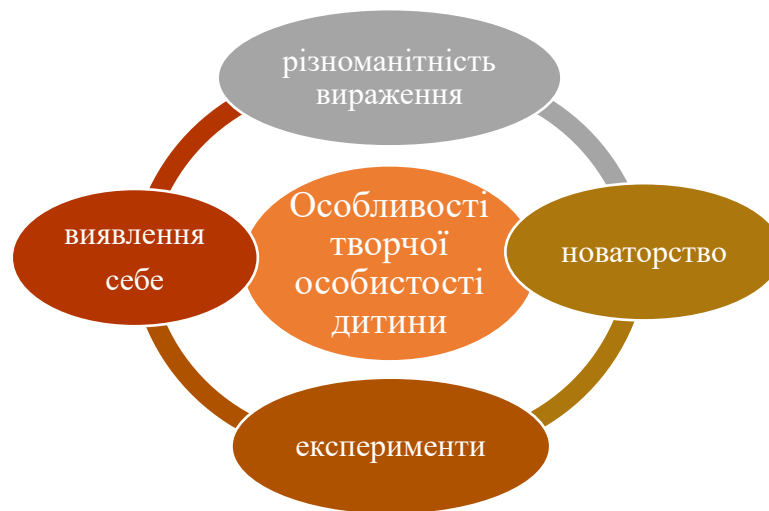 різноманітність
вираження
Особливості
творчої
особистості
дитини
виявлення
себе
новаторство
експерименти